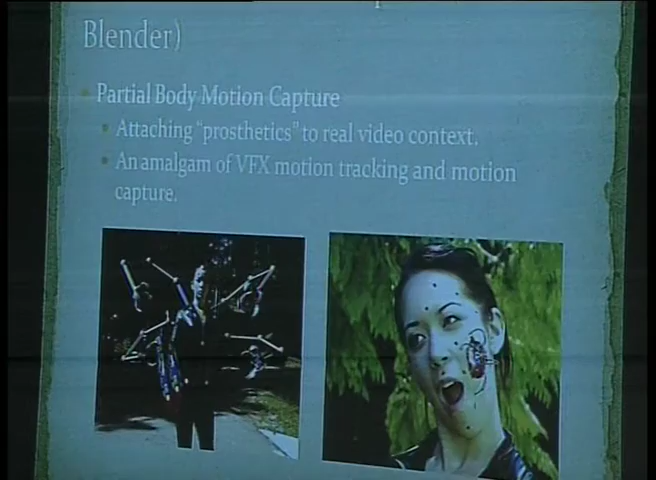 Blender)
Partial Body Motion Capture
Attaching "prosthetics" to real video context.
An amalgam of VFX motion tracking and motion
capture.